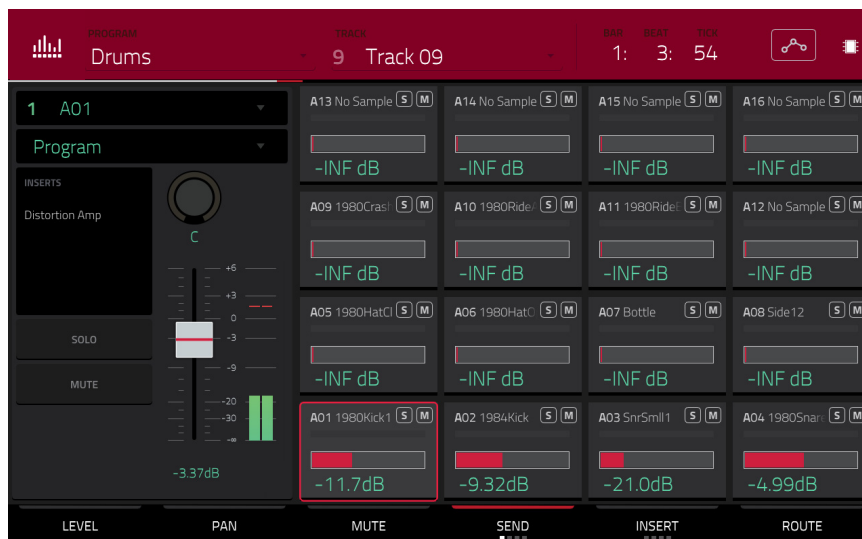 PROGRAM
Drums
TRACK
9 Track 09
BAR BEAT TICK
1: 3: 54
1 A01
Program
INSERTS
Distortion Amp
C
+6
+3
0
-3
-9
-20
-30
-∞
SOLO
MUTE
-3.37dB
A13 No Sample S M
-INF dB
A14 No Sample S M
-INF dB
A15 No Sample S M
-INF dB
A16 No Sample S M
-INF dB
A09 1980Crash S M
-INF dB
A10 1980RideA S M
-INF dB
A11 1980RideB S M
-INF dB
A12 No Sample S M
-INF dB
A05 1980HatCl S M
-INF dB
A06 1980HatO S M
-INF dB
A07 Bottle S M
-INF dB
A08 Side12 S M
-INF dB
A01 1980Kick1 S M
-11.7dB
A02 1984Kick S M
-9.32dB
A03 SnrSmll1 S M
-21.0dB
A04 1980Snare S M
-4.99dB
LEVEL
PAN
MUTE
SEND
INSERT
ROUTE